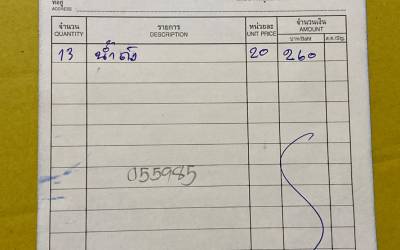 ที่อยู่
ADDRESS
จำนวน รายการ หน่วยละ จำนวนเงิน
QUANTITY DESCRIPTION UNIT PRICE AMOUNT
บาท/Baht ส.ต./Stg.
13 น้ำถัง 20 260
055985